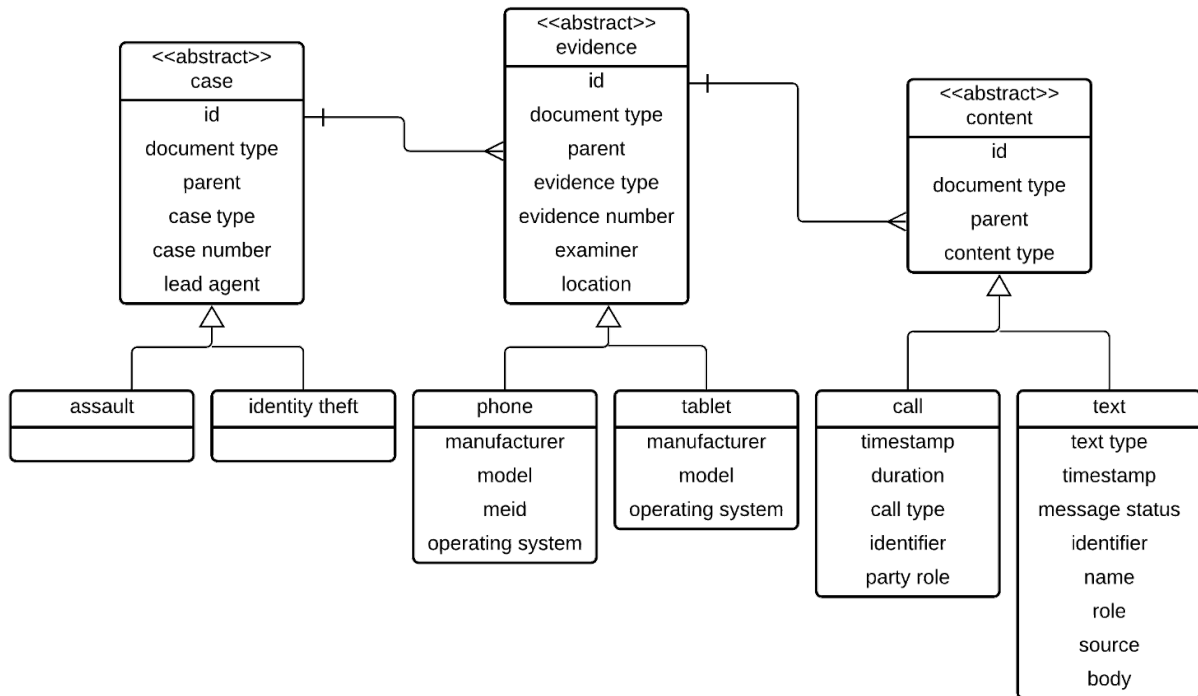 <<abstract>>
case
id
document type
parent
case type
case number
lead agent
<<abstract>>
evidence
id
document type
parent
evidence type
evidence number
examiner
location
<<abstract>>
content
id
document type
parent
content type
assault
identity theft
phone
manufacturer
model
meid
operating system
tablet
manufacturer
model
operating system
call
timestamp
duration
call type
identifier
party role
text
text type
timestamp
message status
identifier
name
role
source
body